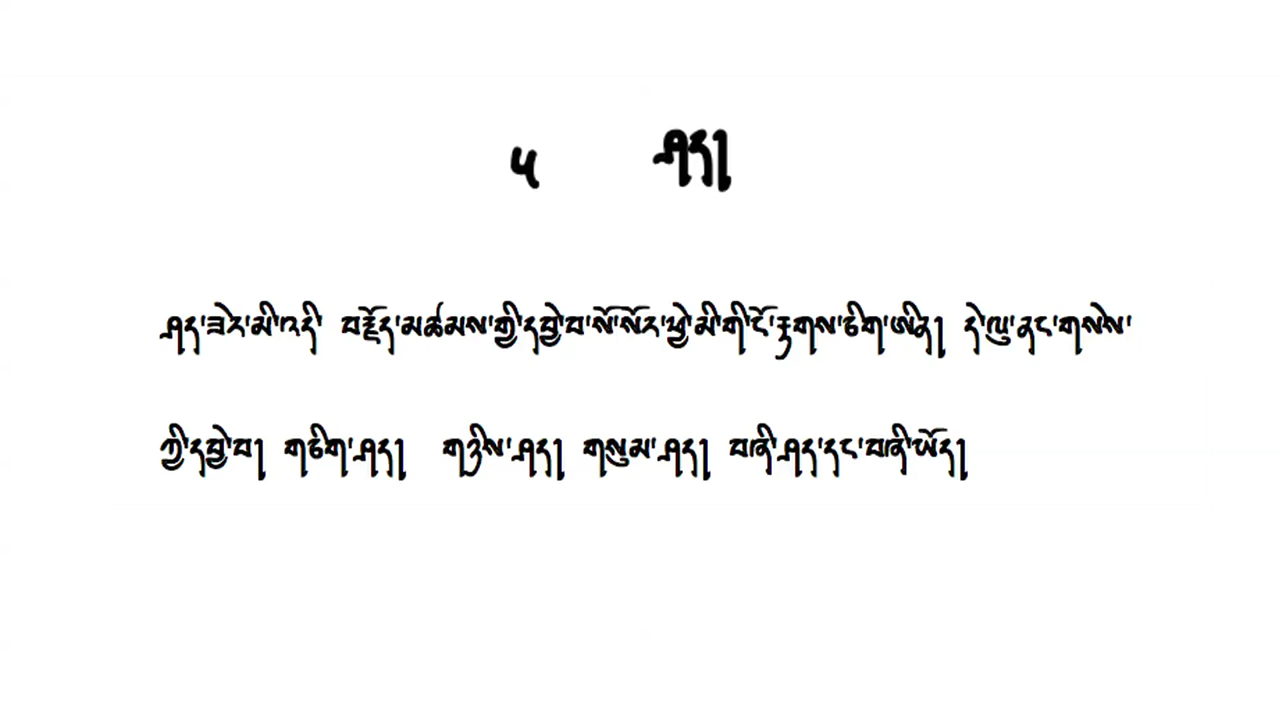 ༥ ཤད།
ཤད་ཟེར་མི་འདི་ བརྗོད་མཚམས་ཀྱི་དབྱེ་བ་སོ་སོར་ཕྱེ་མི་གི་ངོ་རྟགས་ཅིག་ཨིན། དེ་ལུ་ནང་གསེས་
ཀྱི་དབྱེ་བ། གཅིག་ཤད། གཉིས་ཤད། གསུམ་ཤད། བཞི་ཤད་དང་བཞི་ཡོད།